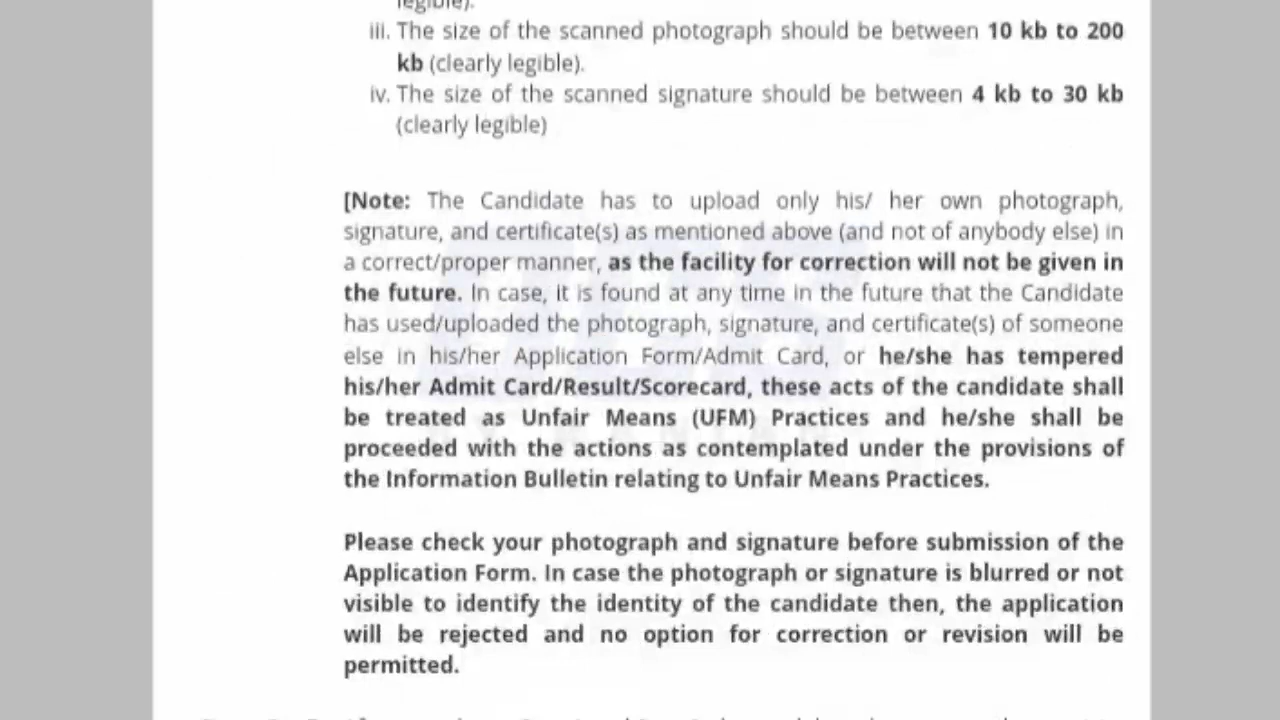 legible).
iii. The size of the scanned photograph should be between 10 kb to 200
kb (clearly legible).
iv. The size of the scanned signature should be between 4 kb to 30 kb
(clearly legible)
[Note: The Candidate has to upload only his/ her own photograph,
signature, and certificate(s) as mentioned above (and not of anybody else) in
a correct/proper manner, as the facility for correction will not be given in
the future. In case, it is found at any time in the future that the Candidate
has used/uploaded the photograph, signature, and certificate(s) of someone
else in his/her Application Form/Admit Card, or he/she has tempered
his/her Admit Card/Result/Scorecard, these acts of the candidate shall
be treated as Unfair Means (UFM) Practices and he/she shall be
proceeded with the actions as contemplated under the provisions of
the Information Bulletin relating to Unfair Means Practices.
Please check your photograph and signature before submission of the
Application Form. In case the photograph or signature is blurred or not
visible to identify the identity of the candidate then, the application
will be rejected and no option for correction or revision will be
permitted.